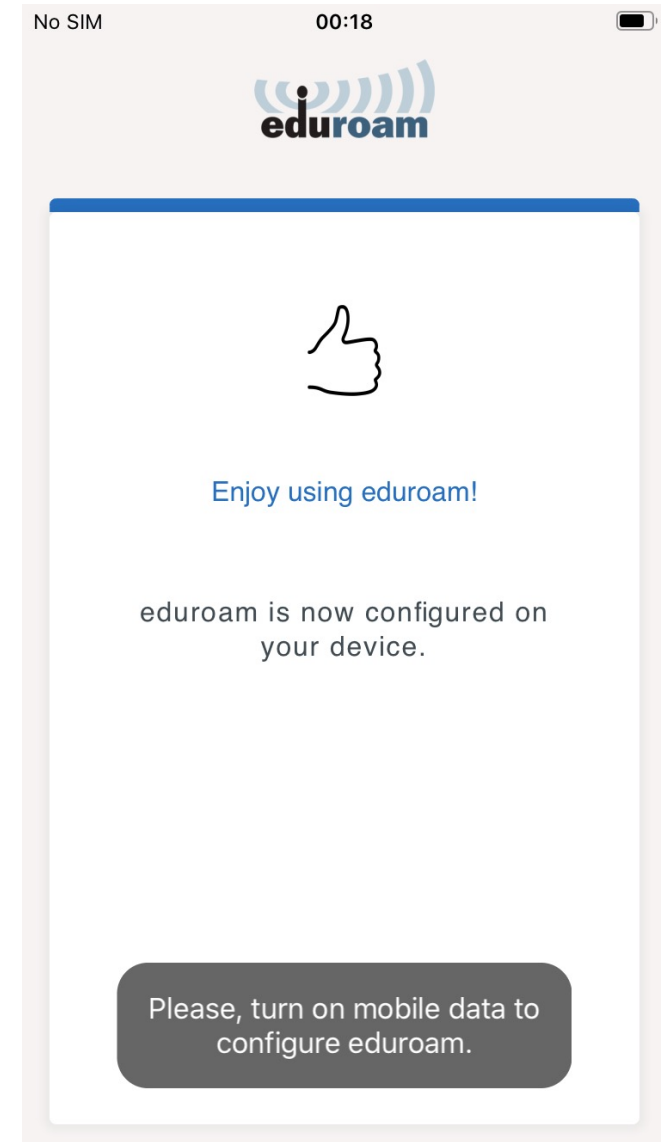 No SIM
00:18
eduroam
Enjoy using eduroam!
eduroam is now configured on
your device.
Please, turn on mobile data to
configure eduroam.